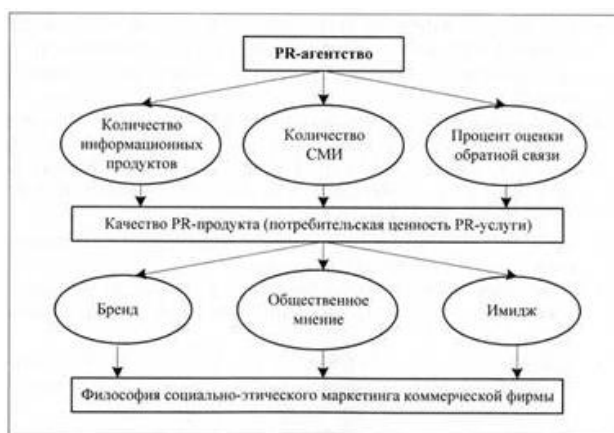 PR-агентство
Количество
информационных
продуктов
Количество
СМИ
Процент оценки
обратной связи
Качество PR-продукта (потребительская ценность PR-услуги)
Бренд
Общественное
мнение
Имидж
Философия социально-этического маркетинга коммерческой фирмы